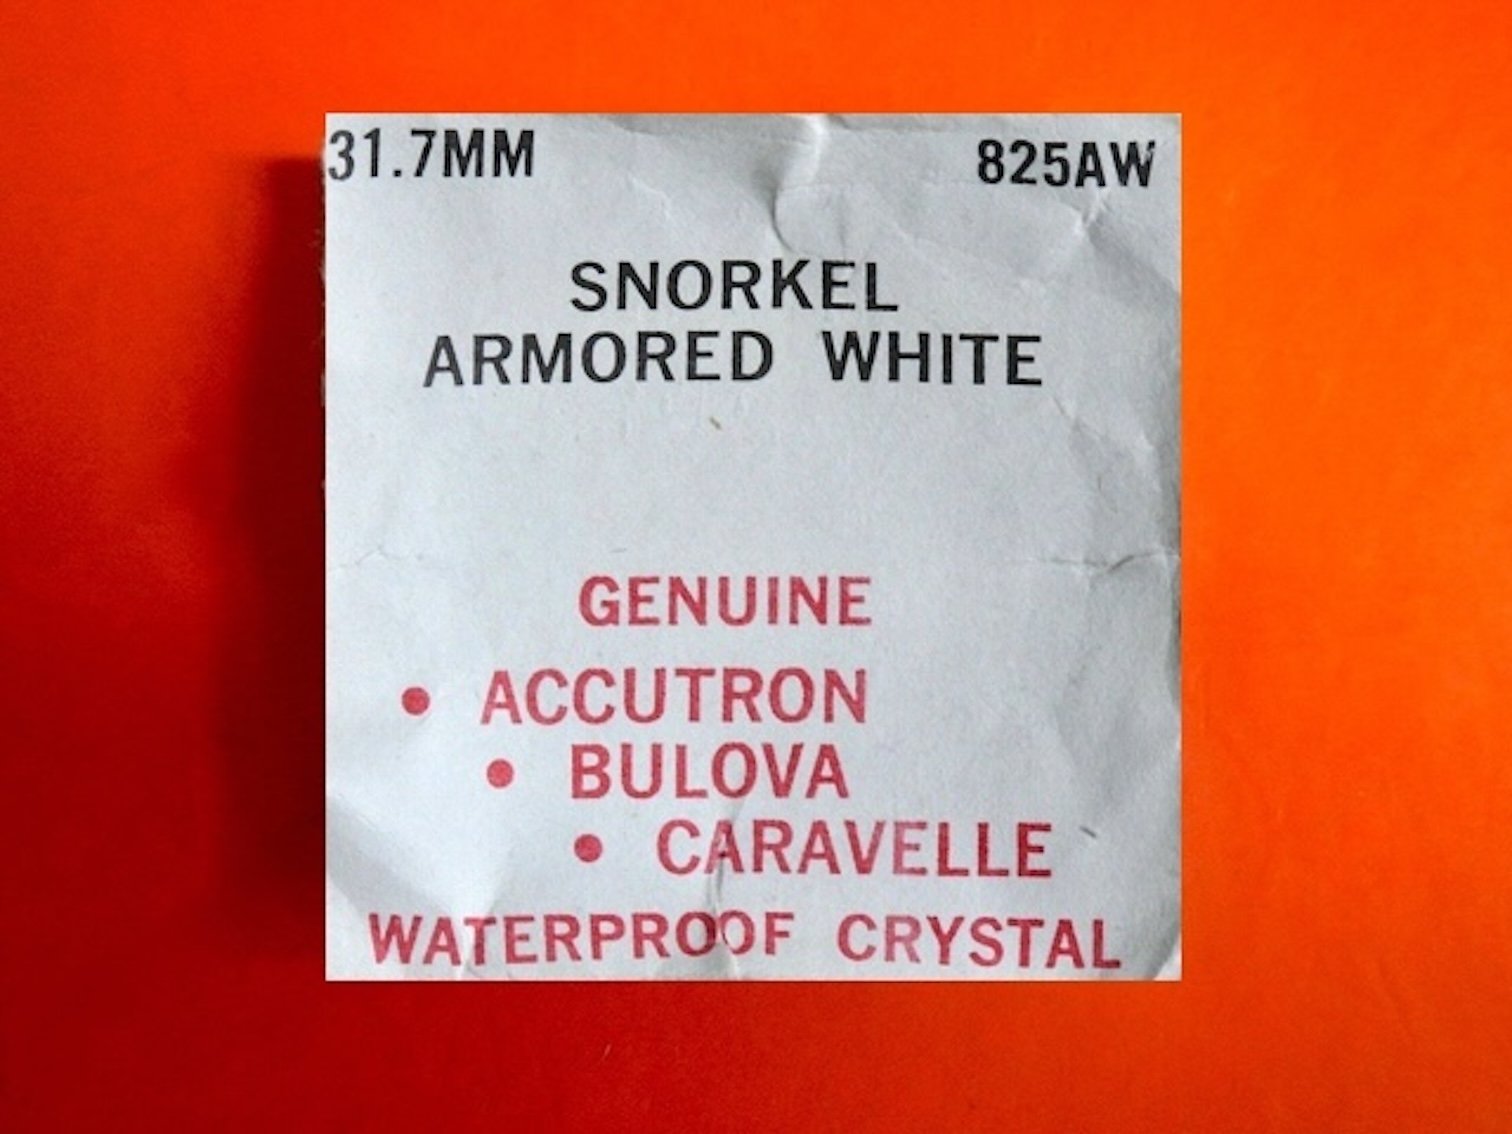 31.7MM 825AW
SNORKEL
ARMORED WHITE
GENUINE
• ACCUTRON
• BULOVA
• CARAVELLE
WATERPROOF CRYSTAL